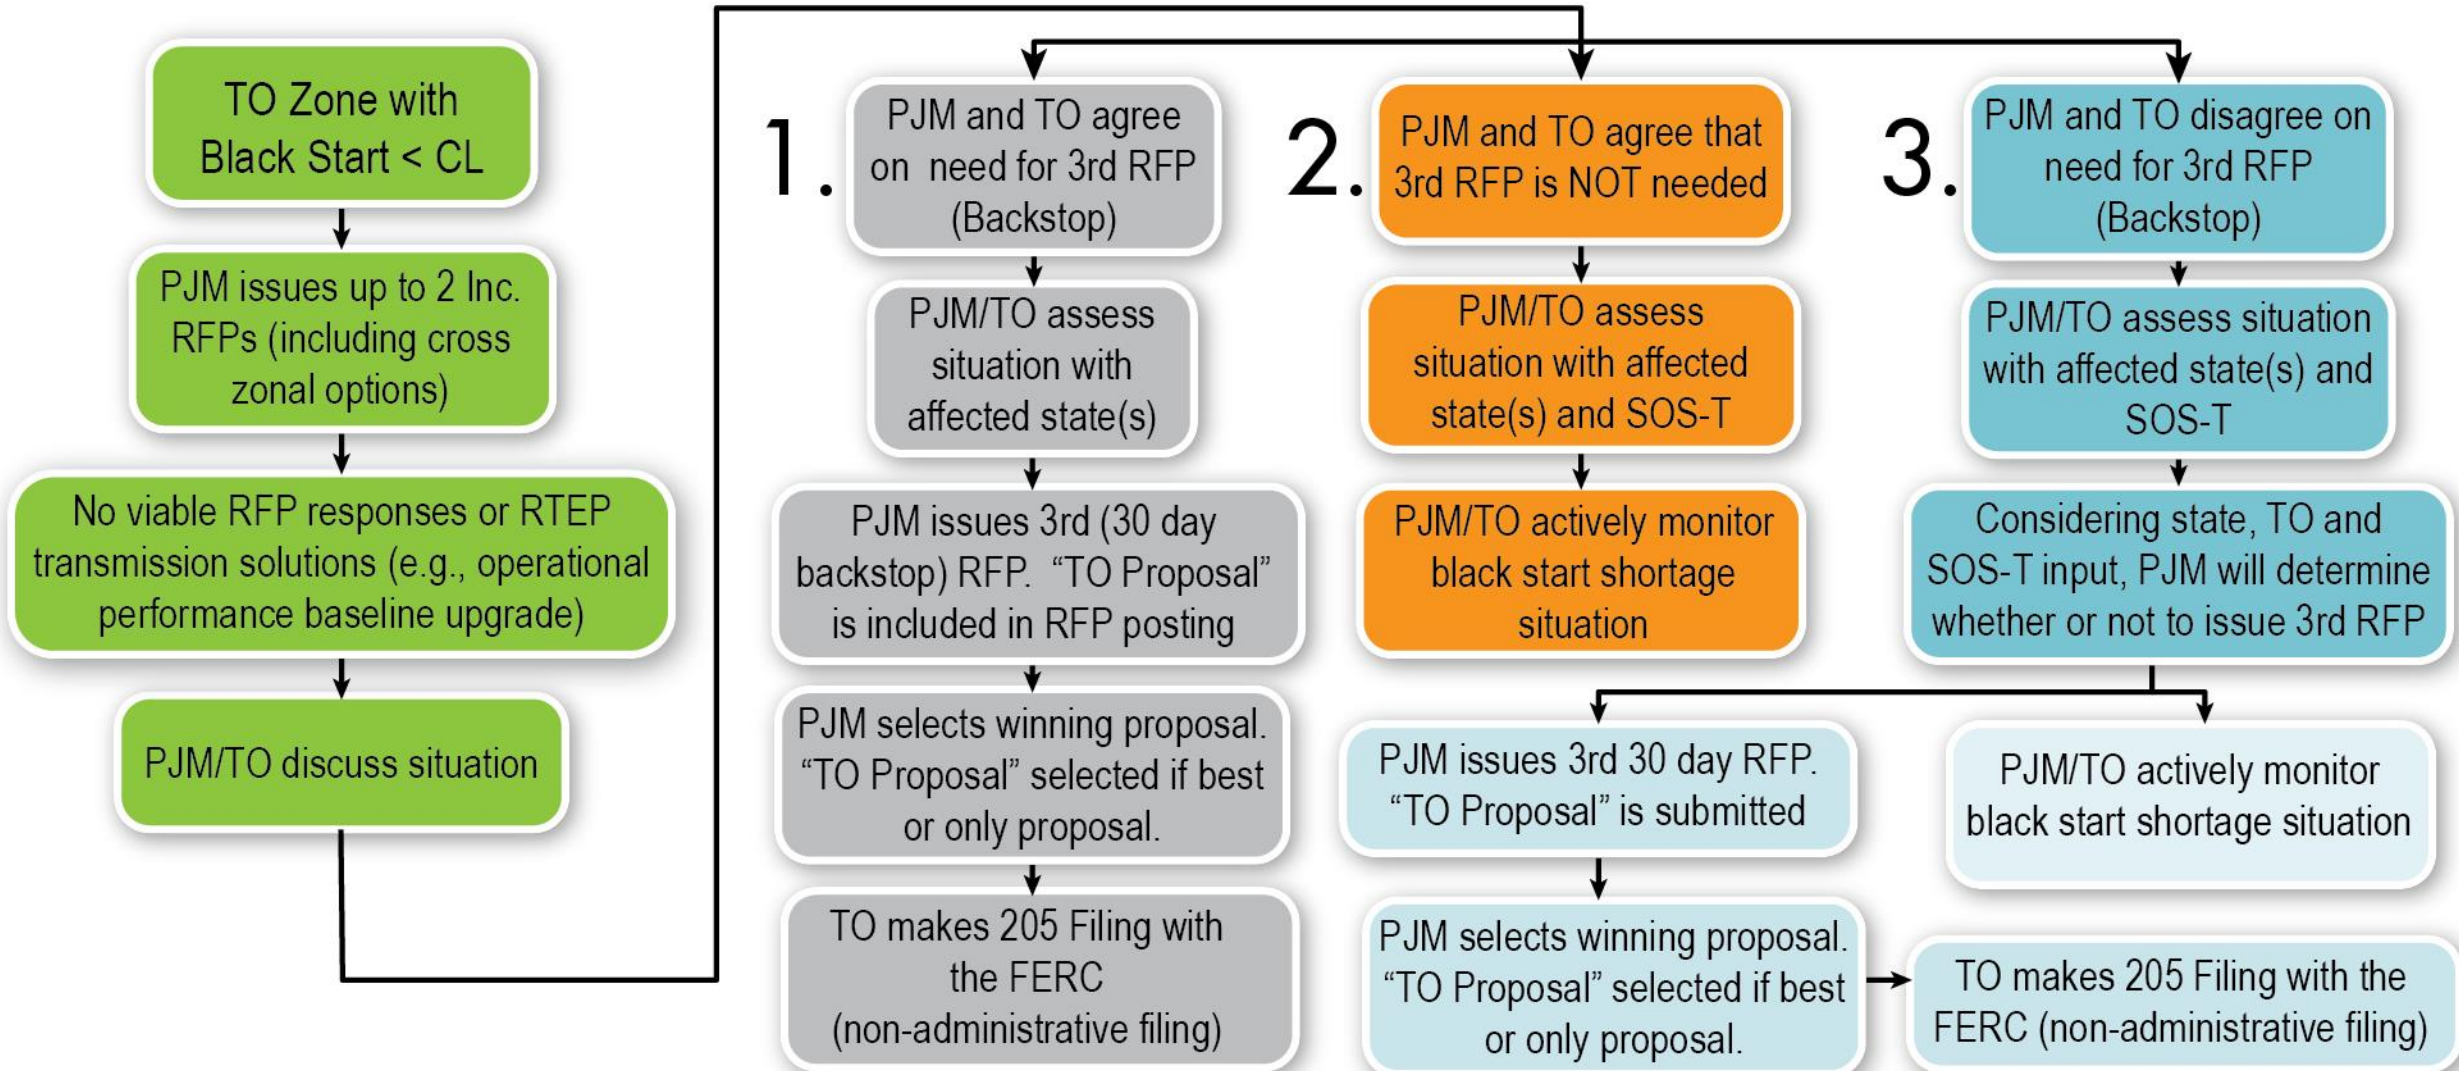 TO Zone with
Black Start < CL
PJM issues up to 2 Inc.
RFPs (including cross
zonal options)
No viable RFP responses or RTEP
transmission solutions (e.g., operational
performance baseline upgrade)
PJM/TO discuss situation
1.
PJM and TO agree
on need for 3rd RFP
(Backstop)
PJM/TO assess
situation with
affected state(s)
PJM issues 3rd (30 day
backstop) RFP. “TO Proposal”
is included in RFP posting
PJM selects winning proposal.
“TO Proposal” selected if best
or only proposal.
TO makes 205 Filing with
the FERC
(non-administrative filing)
2.
PJM and TO agree that
3rd RFP is NOT needed
PJM/TO assess
situation with affected
state(s) and SOS-T
PJM/TO actively monitor
black start shortage
situation
3.
PJM and TO disagree on
need for 3rd RFP
(Backstop)
PJM/TO assess situation
with affected state(s) and
SOS-T
Considering state, TO and
SOS-T input, PJM will determine
whether or not to issue 3rd RFP
PJM issues 3rd 30 day RFP.
“TO Proposal” is submitted
PJM selects winning proposal.
“TO Proposal” selected if best
or only proposal.
TO makes 205 Filing with the
FERC (non-administrative filing)
PJM/TO actively monitor
black start shortage situation